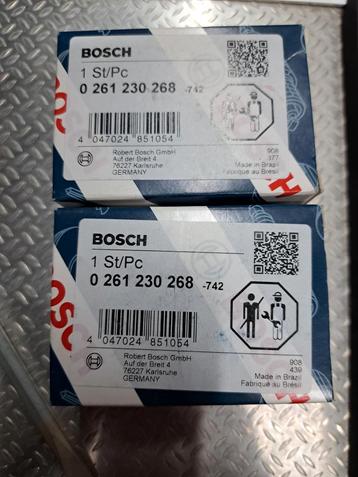 BOSCH
1 St/Pc
0 261 230 268 -742
4 047024 851054
Robert Bosch GmbH
Auf der Breit 4
76227 Karlsruhe
GERMANY
908
377
Made in Brazil
Fabriqué au Brésil
BOSCH
1 St/Pc
0 261 230 268 -742
4 047024 851054
Robert Bosch GmbH
Auf der Breit 4
76227 Karlsruhe
GERMANY
908
439
Made in Brazil
Fabriqué au Brésil